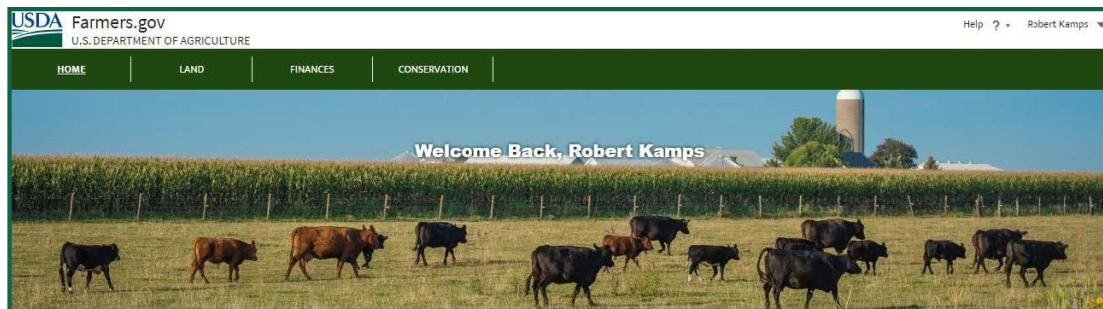 USDA Farmers.gov
U.S. DEPARTMENT OF AGRICULTURE
Help ? Robert Kamps
HOME LAND FINANCES CONSERVATION
Welcome Back, Robert Kamps